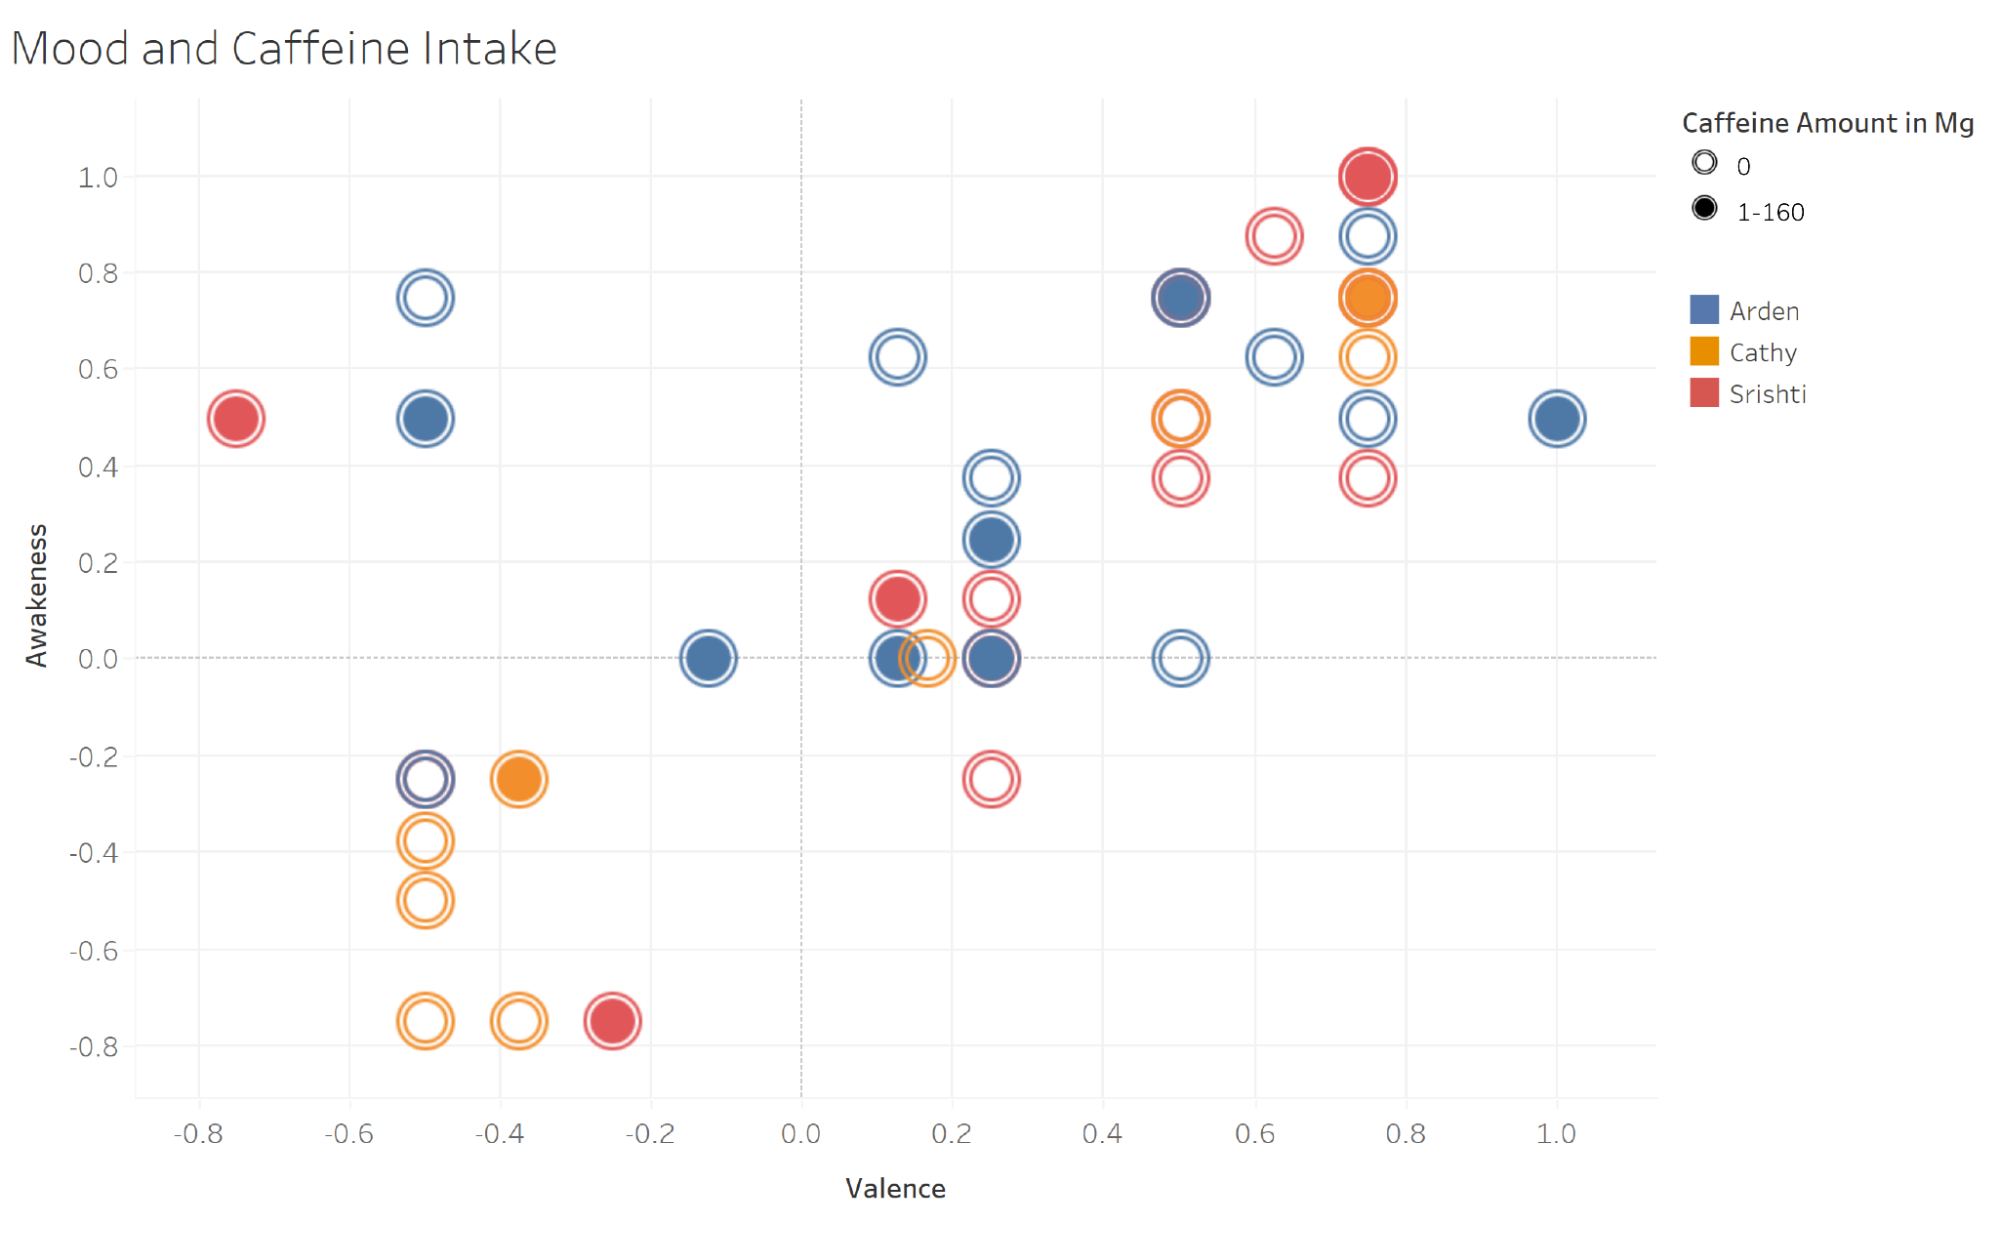 Mood and Caffeine Intake
Caffeine Amount in Mg
0
1-160
Arden
Cathy
Srishti
Awakeness
1.0
0.8
0.6
0.4
0.2
0.0
-0.2
-0.4
-0.6
-0.8
-0.8 -0.6 -0.4 -0.2 0.0 0.2 0.4 0.6 0.8 1.0
Valence